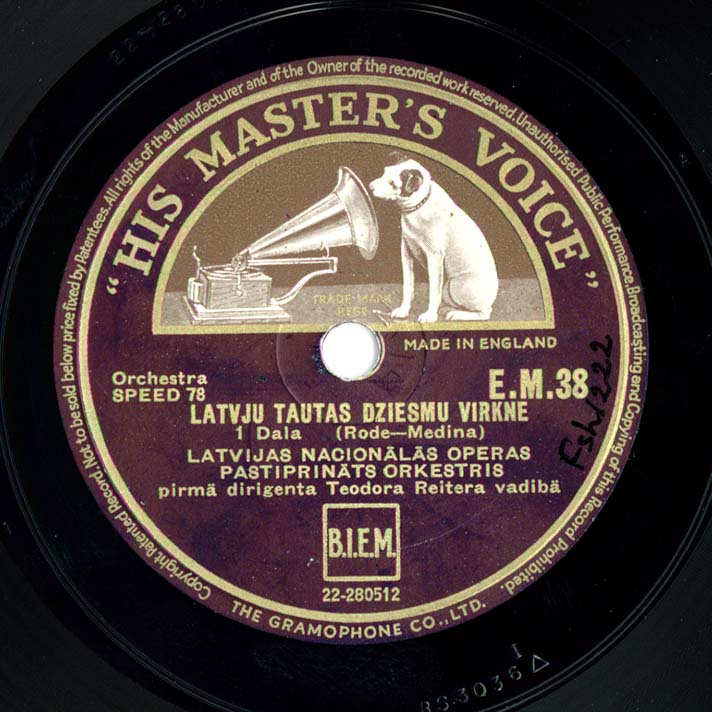 Copyright Patented Record. Not to be sold below price fixed by Patentees. All rights of the Manufacturer and of the Owner of the recorded work reserved. Unauthorised Public Performance, Broadcasting and Copying of this Record Prohibited.
"HIS MASTER'S VOICE"
TRADE-MARK
REGD
MADE IN ENGLAND
Orchestra
SPEED 78
E.M.38
LATVJU TAUTAS DZIESMU VIRKNE
1 Dala (Rode—Medina)
LATVIJAS NACIONĀLĀS OPERAS
PASTIPRINĀTS ORKESTRIS
pirmā dirigenta Teodora Reitera vadibā
B.I.E.M.
22-280512
THE GRAMOPHONE CO., LTD.
I